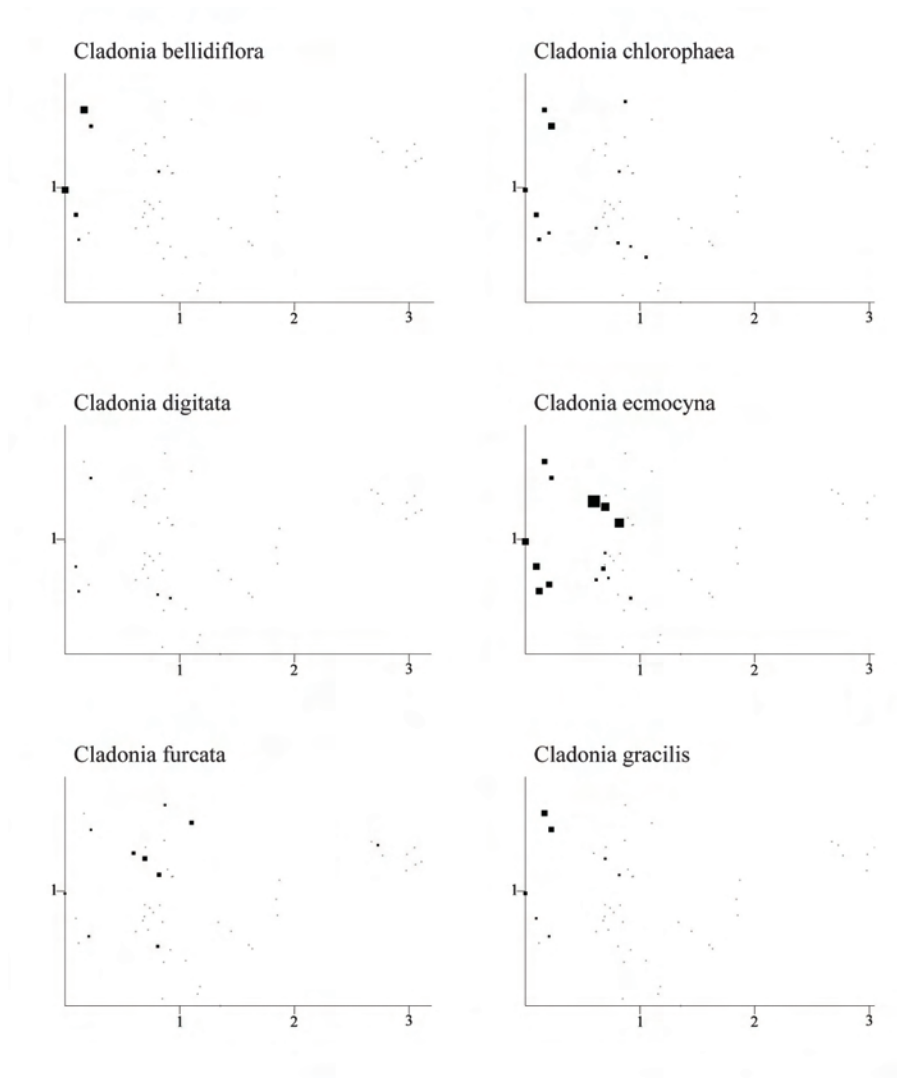 Cladonia bellidiflora
Cladonia chlorophaea
1
1
1 2 3
1 2 3
Cladonia digitata
Cladonia ecmocyna
1
1
1 2 3
1 2 3
Cladonia furcata
Cladonia gracilis
1
1
1 2 3
1 2 3